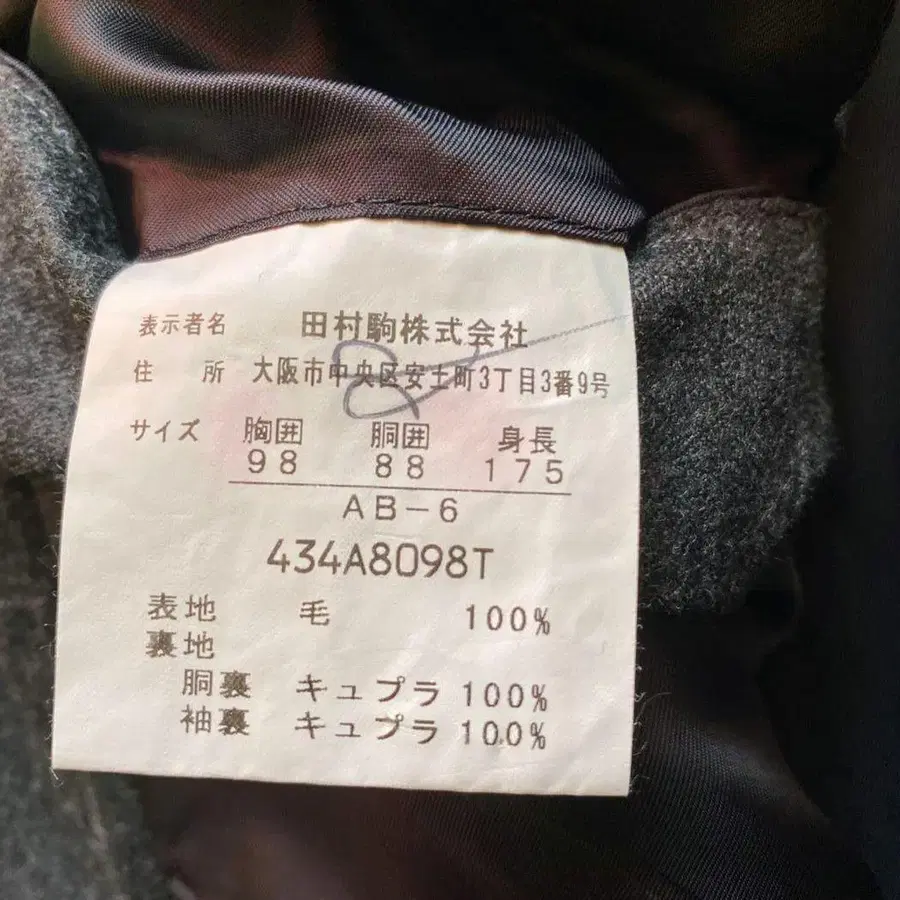 表示者名 田村駒株式会社
住 所 大阪市中央区安土町3丁目3番9号
サイズ 胸囲 胴囲 身長
98 88 175
AB-6
434A8098T
表地 毛 100%
裏地
胴裏 キュプラ 100%
袖裏 キュプラ 100%